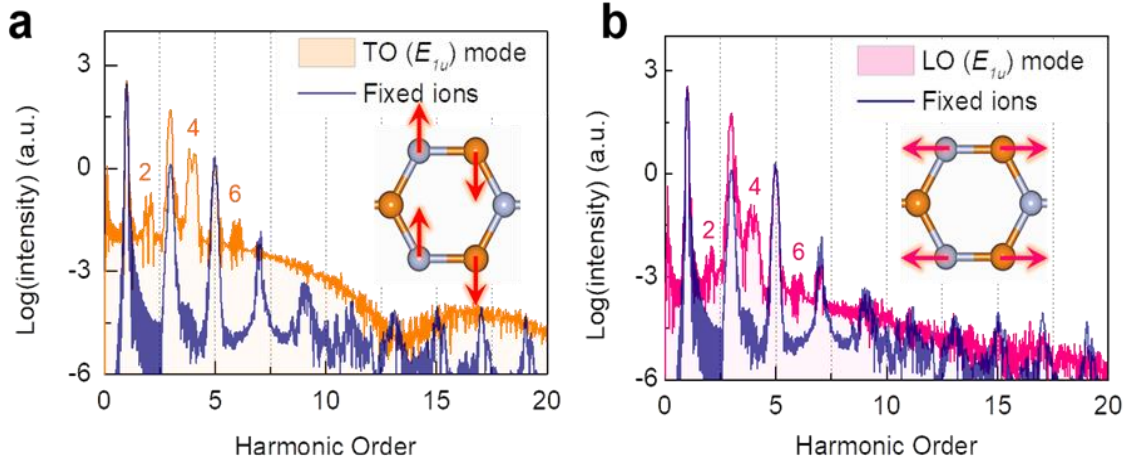 a
TO (E1u) mode
Fixed ions
2
4
6
3
0
-3
-6
Log(intensity) (a.u.)
0
5
10
15
20
Harmonic Order
b
LO (E1u) mode
Fixed ions
2
4
6
3
0
-3
-6
Log(intensity) (a.u.)
0
5
10
15
20
Harmonic Order